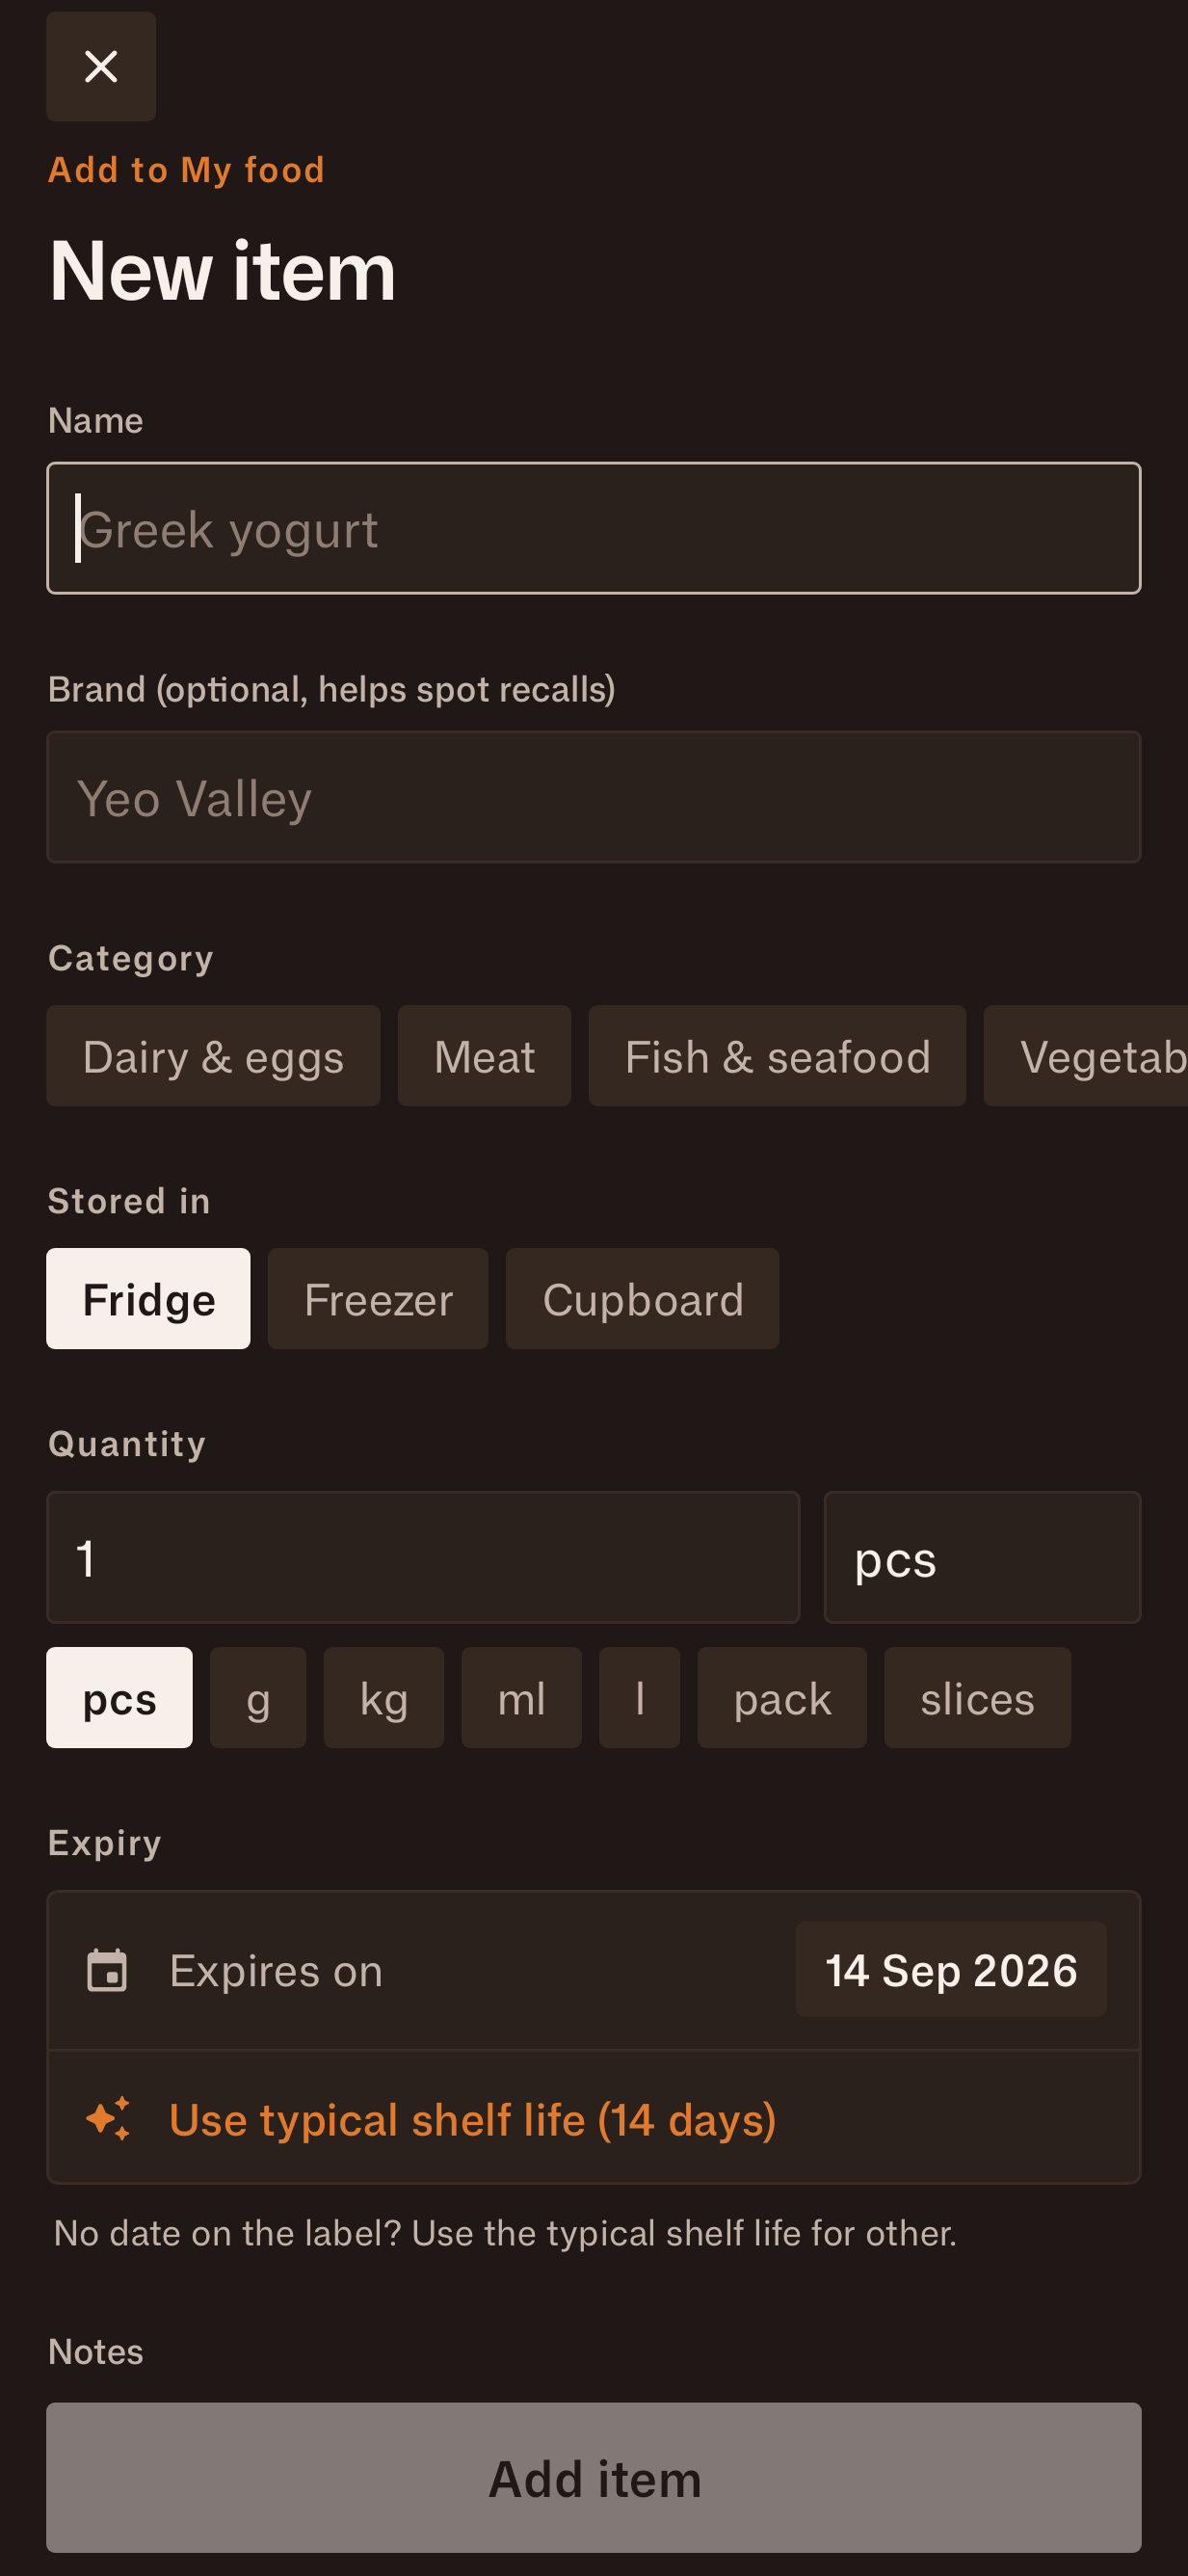 Add to My food
New item
Name
Greek yogurt
Brand (optional, helps spot recalls)
Yeo Valley
Category
Dairy & eggs Meat Fish & seafood Vegetab
Stored in
Fridge Freezer Cupboard
Quantity
1 pcs
pcs g kg ml l pack slices
Expiry
Expires on 14 Sep 2026
Use typical shelf life (14 days)
No date on the label? Use the typical shelf life for other.
Notes
Add item